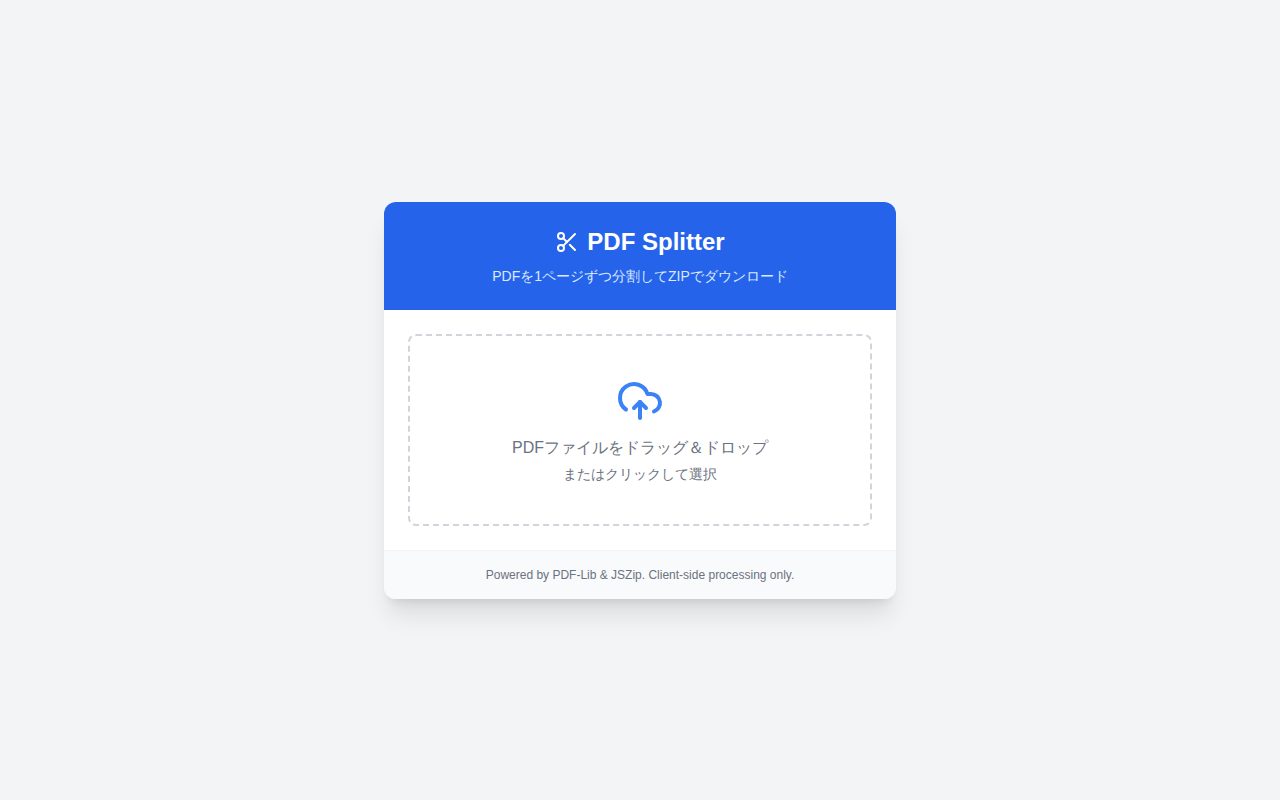 PDF Splitter
PDFを1ページずつ分割してZIPでダウンロード
PDFファイルをドラッグ＆ドロップ
またはクリックして選択
Powered by PDF-Lib & JSZip. Client-side processing only.